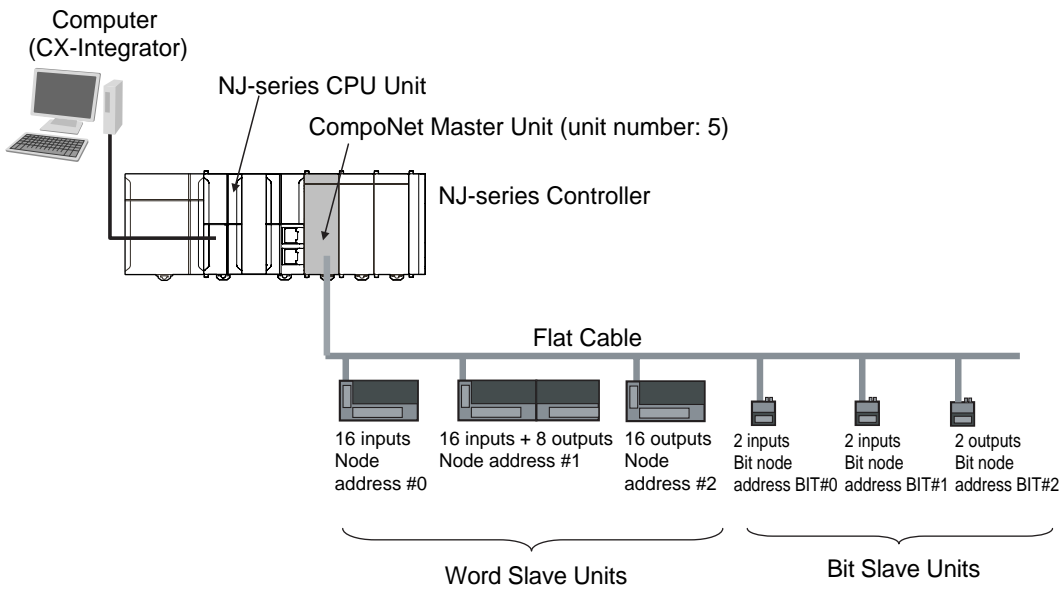 Computer
(CX-Integrator)
NJ-series CPU Unit
CompoNet Master Unit (unit number: 5)
NJ-series Controller
Flat Cable
16 inputs
Node
address #0
16 inputs + 8 outputs
Node address #1
16 outputs
Node
address #2
2 inputs
Bit node
address BIT#0
2 inputs
Bit node
address BIT#1
2 outputs
Bit node
address BIT#2
Word Slave Units
Bit Slave Units